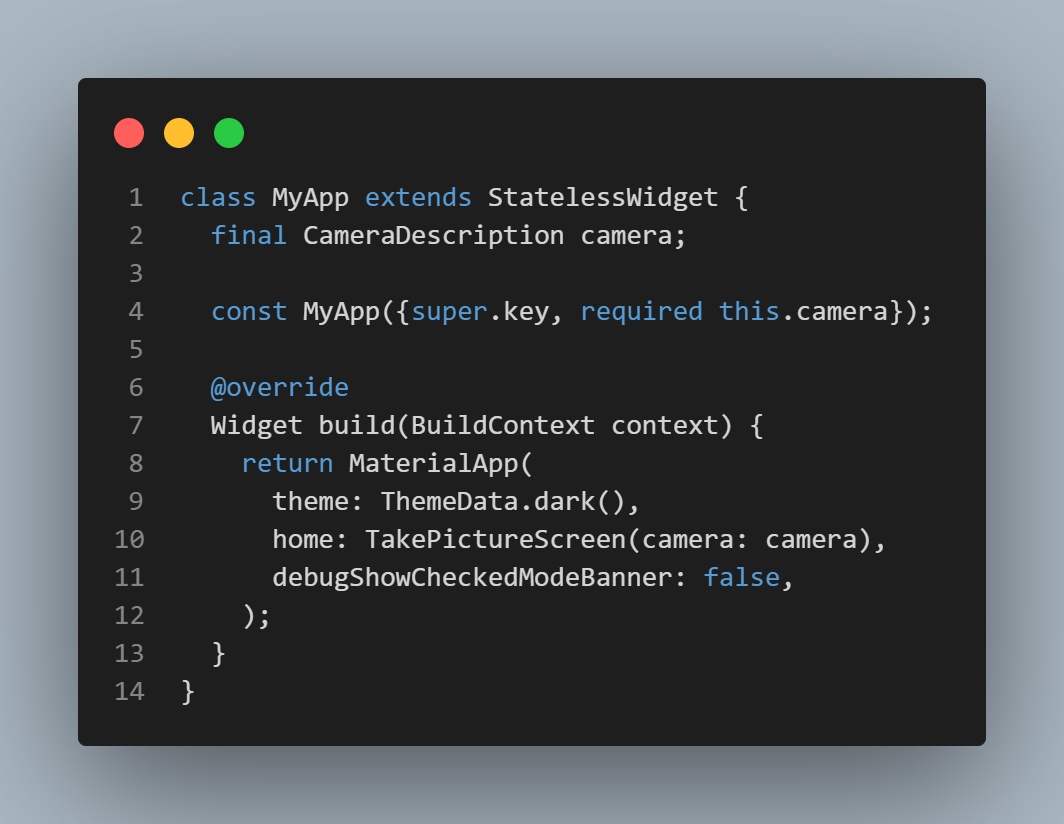 1 class MyApp extends StatelessWidget {
2   final CameraDescription camera;
3
4   const MyApp({super.key, required this.camera});
5
6   @override
7   Widget build(BuildContext context) {
8     return MaterialApp(
9       theme: ThemeData.dark(),
10       home: TakePictureScreen(camera: camera),
11       debugShowCheckedModeBanner: false,
12     );
13   }
14 }